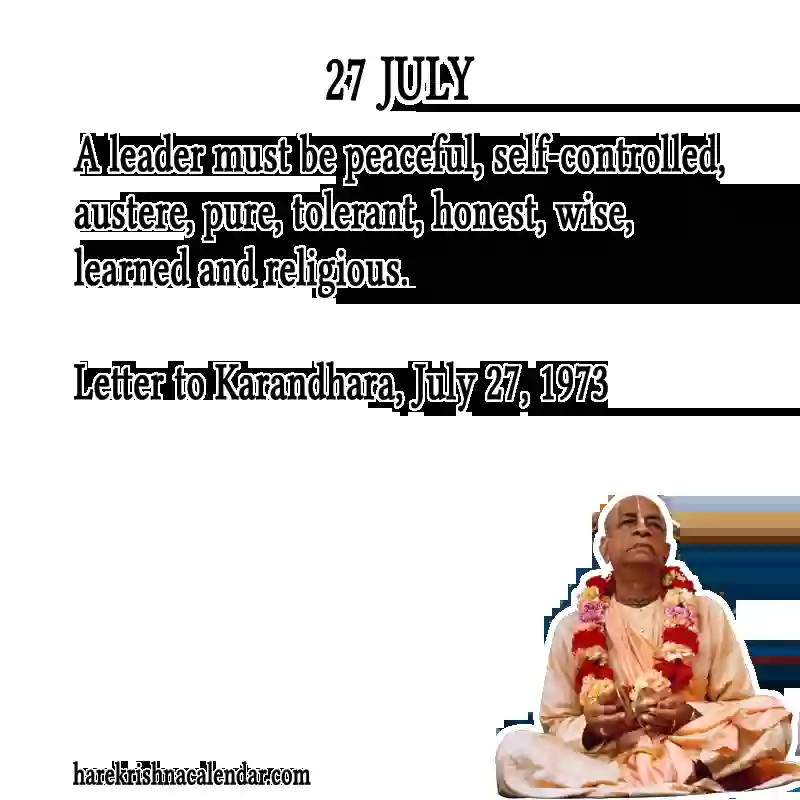 27 JULY
A leader must be peaceful, self-controlled,
austere, pure, tolerant, honest, wise,
learned and religious.
Letter to Karandhara, July 27, 1973
harekrishnacalendar.com